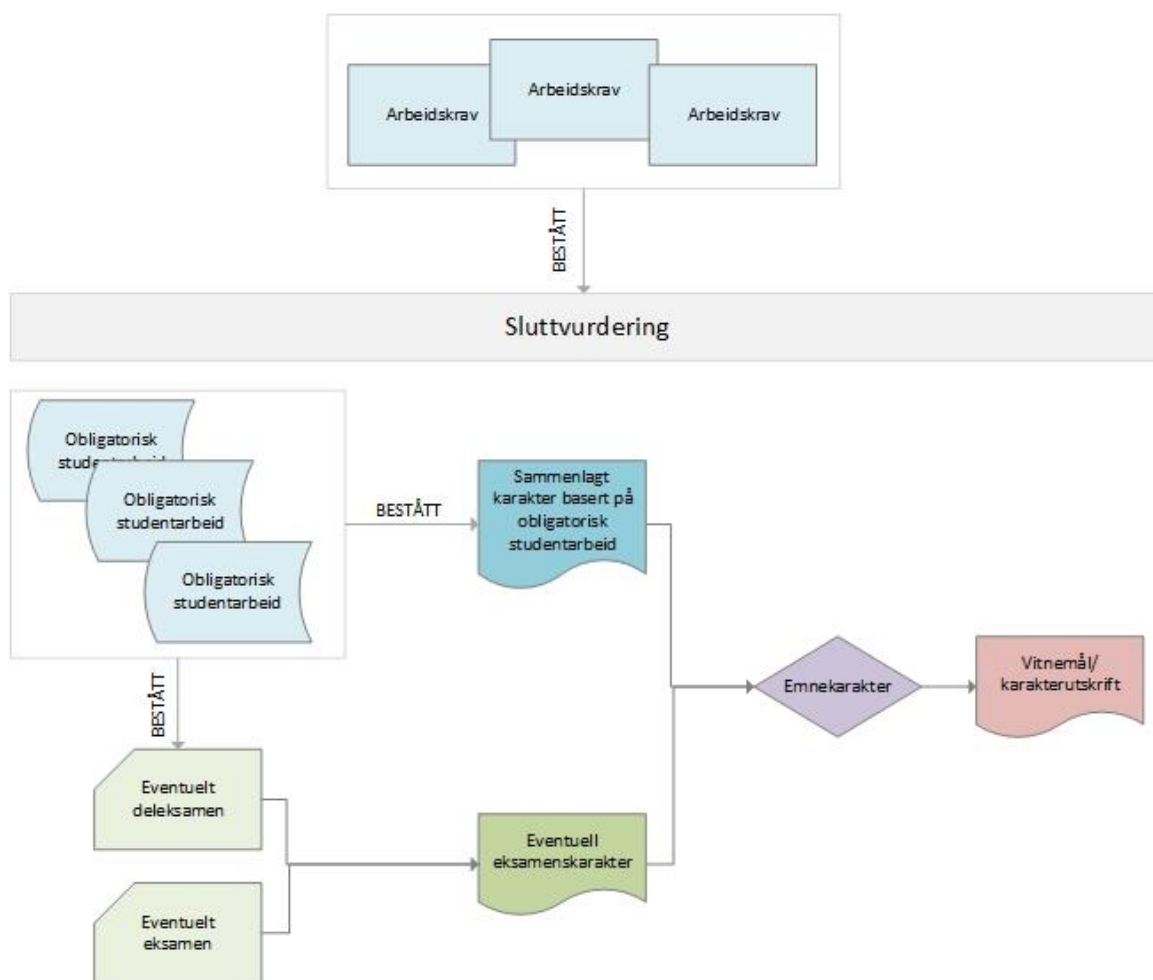 Arbeidskrav
Arbeidskrav
Arbeidskrav
BESTÅTT
Sluttvurdering
Obligatorisk
studentarbeid
Obligatorisk
studentarbeid
Obligatorisk
studentarbeid
BESTÅTT
Sammenlagt
karakter basert på
obligatorisk
studentarbeid
Emnekarakter
Vitnemål/
karakterutskrift
BESTÅTT
Eventuelt
deleksamen
Eventuell
eksamenskarakter
Eventuelt
eksamen